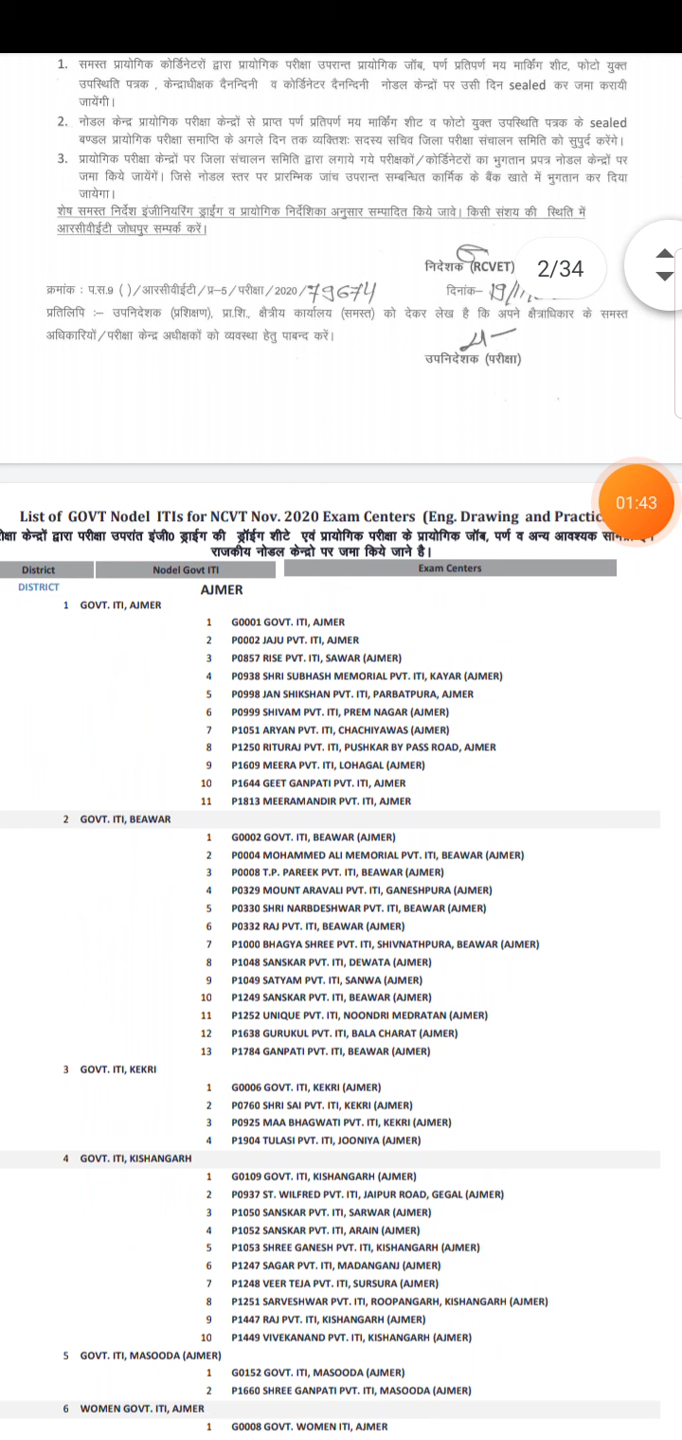 1. समस्त प्रायोगिक कोर्डिनेटरों द्वारा प्रायोगिक परीक्षा उपरान्त प्रायोगिक जॉब, पर्ण प्रतिपर्ण मय मार्किंग शीट, फोटो युक्त
उपस्थिति पत्रक , केन्द्राधीक्षक दैनन्दिनी व कोर्डिनेटर दैनन्दिनी नोडल केन्द्रों पर उसी दिन sealed कर जमा करायी
जायेंगी।
2. नोडल केन्द्र प्रायोगिक परीक्षा केन्द्रों से प्राप्त पर्ण प्रतिपर्ण मय मार्किंग शीट व फोटो युक्त उपस्थिति पत्रक के sealed
बण्डल प्रायोगिक परीक्षा समाप्ति के अगले दिन तक व्यक्तिशः सदस्य सचिव जिला परीक्षा संचालन समिति को सुपुर्द करेंगे।
3. प्रायोगिक परीक्षा केन्द्रों पर जिला संचालन समिति द्वारा लगाये गये परीक्षकों/कोर्डिनेटरों का भुगतान प्रपत्र नोडल केन्द्रों पर
जमा किये जायेंगें। जिसे नोडल स्तर पर प्रारम्भिक जांच उपरान्त सम्बन्धित कार्मिक के बैंक खाते में भुगतान कर दिया
जायेगा।
शेष समस्त निर्देश इंजीनियरिंग ड्राईंग व प्रायोगिक निर्देशिका अनुसार सम्पादित किये जावे। किसी संशय की स्थिति में
आरसीवीईटी जोधपुर सम्पर्क करें।
निदेशक (RCVET)
2/34
क्रमांक : प.स.9 ( )/आरसीवीईटी/प्र–5/परीक्षा/2020/79674 दिनांक– 19/11
प्रतिलिपि :– उपनिदेशक (प्रशिक्षण), प्रा.शि., क्षैत्रीय कार्यालय (समस्त) को देकर लेख है कि अपने क्षैत्राधिकार के समस्त
अधिकारियों/परीक्षा केन्द्र अधीक्षकों को व्यवस्था हेतु पाबन्द करें।
उपनिदेशक (परीक्षा)
01:43
List of GOVT Nodel ITIs for NCVT Nov. 2020 Exam Centers (Eng. Drawing and Practic
क्षा केन्द्रों द्वारा परीक्षा उपरांत इंजी0 ड्राईंग की ड्रॉईंग शीटे एवं प्रायोगिक परीक्षा के प्रायोगिक जॉब, पर्ण व अन्य आवश्यक
राजकीय नोडल केन्द्रो पर जमा किये जाने है।
District Nodel Govt ITI Exam Centers
DISTRICT AJMER
1 GOVT. ITI, AJMER
1 G0001 GOVT. ITI, AJMER
2 P0002 JAJU PVT. ITI, AJMER
3 P0857 RISE PVT. ITI, SAWAR (AJMER)
4 P0938 SHRI SUBHASH MEMORIAL PVT. ITI, KAYAR (AJMER)
5 P0998 JAN SHIKSHAN PVT. ITI, PARBATPURA, AJMER
6 P0999 SHIVAM PVT. ITI, PREM NAGAR (AJMER)
7 P1051 ARYAN PVT. ITI, CHACHIYAWAS (AJMER)
8 P1250 RITURAJ PVT. ITI, PUSHKAR BY PASS ROAD, AJMER
9 P1609 MEERA PVT. ITI, LOHAGAL (AJMER)
10 P1644 GEET GANPATI PVT. ITI, AJMER
11 P1813 MEERAMANDIR PVT. ITI, AJMER
2 GOVT. ITI, BEAWAR
1 G0002 GOVT. ITI, BEAWAR (AJMER)
2 P0004 MOHAMMED ALI MEMORIAL PVT. ITI, BEAWAR (AJMER)
3 P0008 T.P. PAREEK PVT. ITI, BEAWAR (AJMER)
4 P0329 MOUNT ARAVALI PVT. ITI, GANESHPURA (AJMER)
5 P0330 SHRI NARBDESHWAR PVT. ITI, BEAWAR (AJMER)
6 P0332 RAJ PVT. ITI, BEAWAR (AJMER)
7 P1000 BHAGYA SHREE PVT. ITI, SHIVNATHPURA, BEAWAR (AJMER)
8 P1048 SANSKAR PVT. ITI, DEWATA (AJMER)
9 P1049 SATYAM PVT. ITI, SANWA (AJMER)
10 P1249 SANSKAR PVT. ITI, BEAWAR (AJMER)
11 P1252 UNIQUE PVT. ITI, NOONDRI MEDRATAN (AJMER)
12 P1638 GURUKUL PVT. ITI, BALA CHARAT (AJMER)
13 P1784 GANPATI PVT. ITI, BEAWAR (AJMER)
3 GOVT. ITI, KEKRI
1 G0006 GOVT. ITI, KEKRI (AJMER)
2 P0760 SHRI SAI PVT. ITI, KEKRI (AJMER)
3 P0925 MAA BHAGWATI PVT. ITI, KEKRI (AJMER)
4 P1904 TULASI PVT. ITI, JOONIYA (AJMER)
4 GOVT. ITI, KISHANGARH
1 G0109 GOVT. ITI, KISHANGARH (AJMER)
2 P0937 ST. WILFRED PVT. ITI, JAIPUR ROAD, GEGAL (AJMER)
3 P1050 SANSKAR PVT. ITI, SARWAR (AJMER)
4 P1052 SANSKAR PVT. ITI, ARAIN (AJMER)
5 P1053 SHREE GANESH PVT. ITI, KISHANGARH (AJMER)
6 P1247 SAGAR PVT. ITI, MADANGANJ (AJMER)
7 P1248 VEER TEJA PVT. ITI, SURSURA (AJMER)
8 P1251 SARVESHWAR PVT. ITI, ROOPANGARH, KISHANGARH (AJMER)
9 P1447 RAJ PVT. ITI, KISHANGARH (AJMER)
10 P1449 VIVEKANAND PVT. ITI, KISHANGARH (AJMER)
5 GOVT. ITI, MASOODA (AJMER)
1 G0152 GOVT. ITI, MASOODA (AJMER)
2 P1660 SHREE GANPATI PVT. ITI, MASOODA (AJMER)
6 WOMEN GOVT. ITI, AJMER
1 G0008 GOVT. WOMEN ITI, AJMER